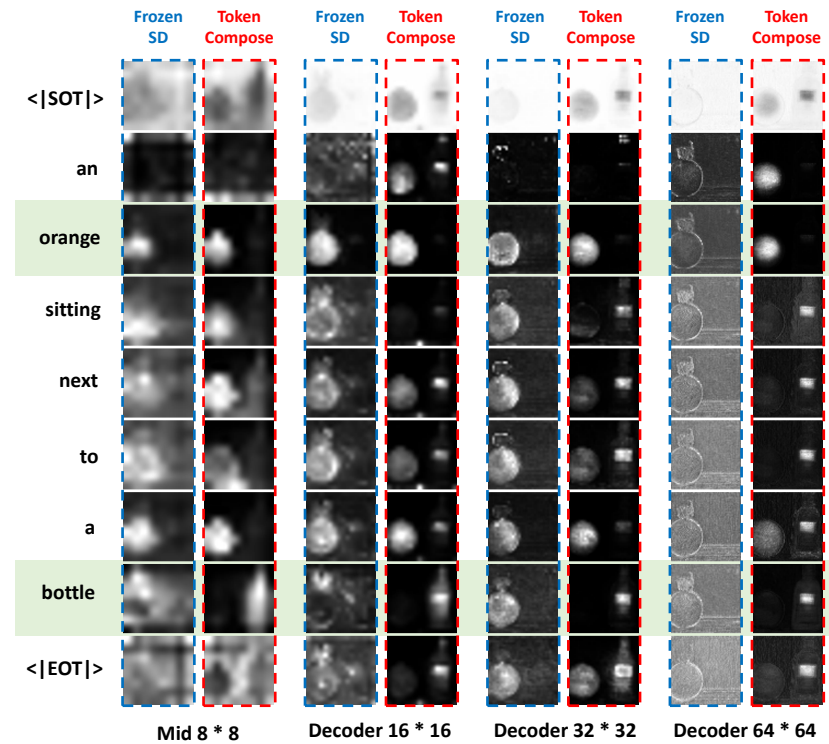 Frozen Token Frozen Token Frozen Token Frozen Token
SD Compose SD Compose SD Compose SD Compose
<|SOT|>
an
orange
sitting
next
to
a
bottle
<|EOT|>
Mid 8 * 8 Decoder 16 * 16 Decoder 32 * 32 Decoder 64 * 64